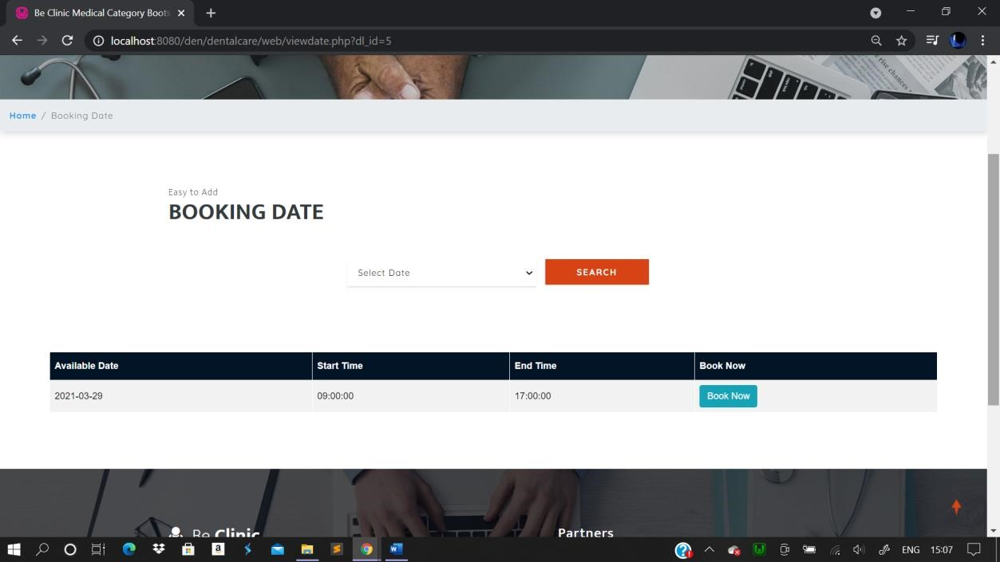 Be Clinic Medical Category Boots
localhost:8080/den/dentalcare/web/viewdate.php?dl_id=5
rise chances
Home / Booking Date
Easy to Add
BOOKING DATE
Select Date
SEARCH
Available Date Start Time End Time Book Now
2021-03-29 09:00:00 17:00:00 Book Now
Be Clinic
Partners
ENG 15:07